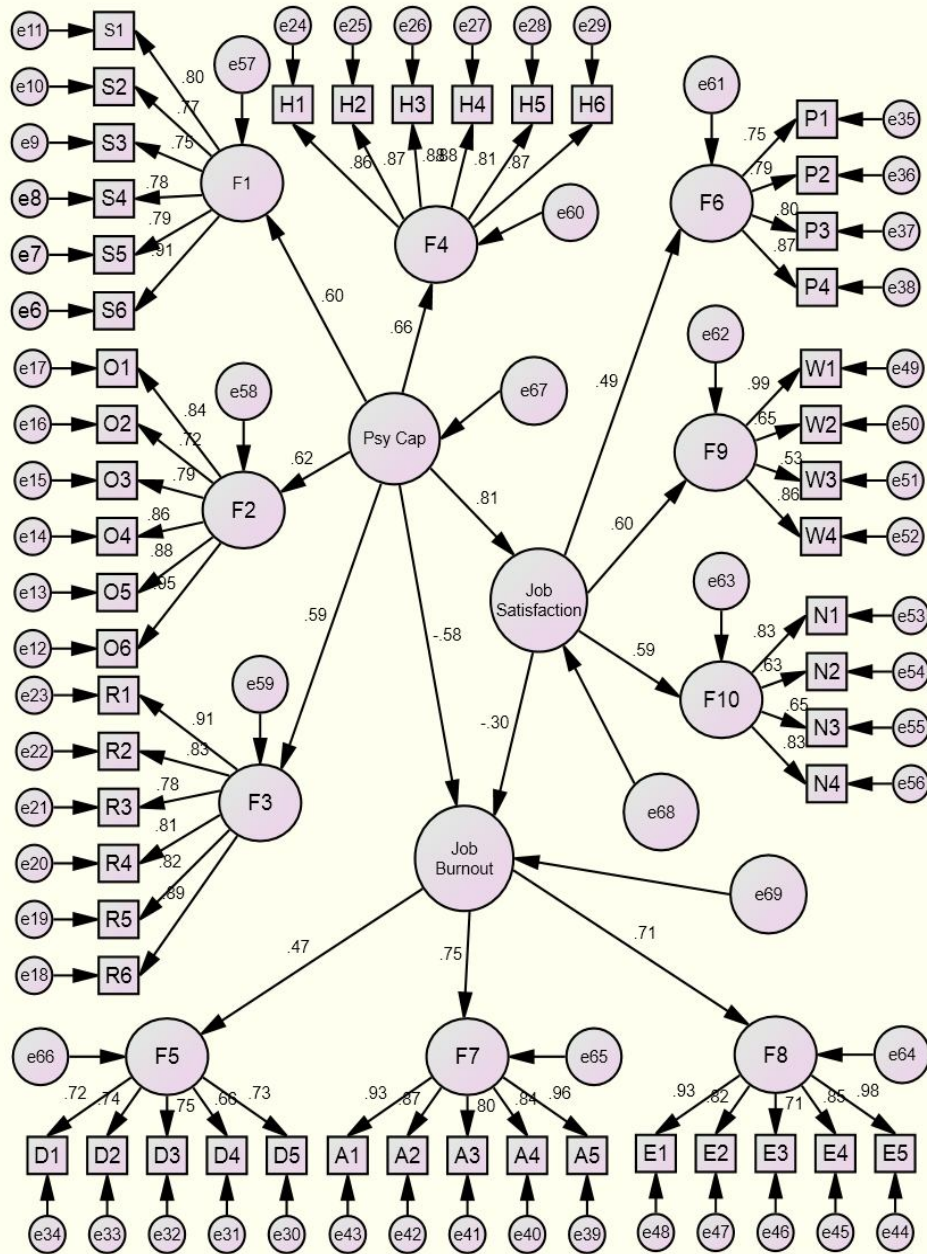 e11 S1
e10 S2
e9 S3
e8 S4
e7 S5
e6 S6
.80
.77
.75
.78
.79
.91
e57
F1
e24 e25 e26 e27 e28 e29
H1 H2 H3 H4 H5 H6
.86 .87 .88 .88 .81 .87
F4
e60
e61
F6
.75
.79
.80
.87
P1 e35
P2 e36
P3 e37
P4 e38
.60
.66
.49
e17 O1
e16 O2
e15 O3
e14 O4
e13 O5
e12 O6
.84
.72
.79
.86
.88
.95
e58
F2
.62
Psy Cap
e67
.81
e62
F9
.60
.99
.65
.53
.86
W1 e49
W2 e50
W3 e51
W4 e52
Job
Satisfaction
e63
F10
.59
.83
.63
.65
.83
N1 e53
N2 e54
N3 e55
N4 e56
.59
-.58
-.30
e68
e23 R1
e22 R2
e21 R3
e20 R4
e19 R5
e18 R6
.91
.83
.78
.81
.82
.89
e59
F3
Job
Burnout
e69
.47
.75
.71
e66
F5
F7
e65
F8
e64
.72 .74 .75 .66 .73
.93 .87 .80 .84 .96
.93 .82 .71 .85 .98
D1 D2 D3 D4 D5
A1 A2 A3 A4 A5
E1 E2 E3 E4 E5
e34 e33 e32 e31 e30
e43 e42 e41 e40 e39
e48 e47 e46 e45 e44